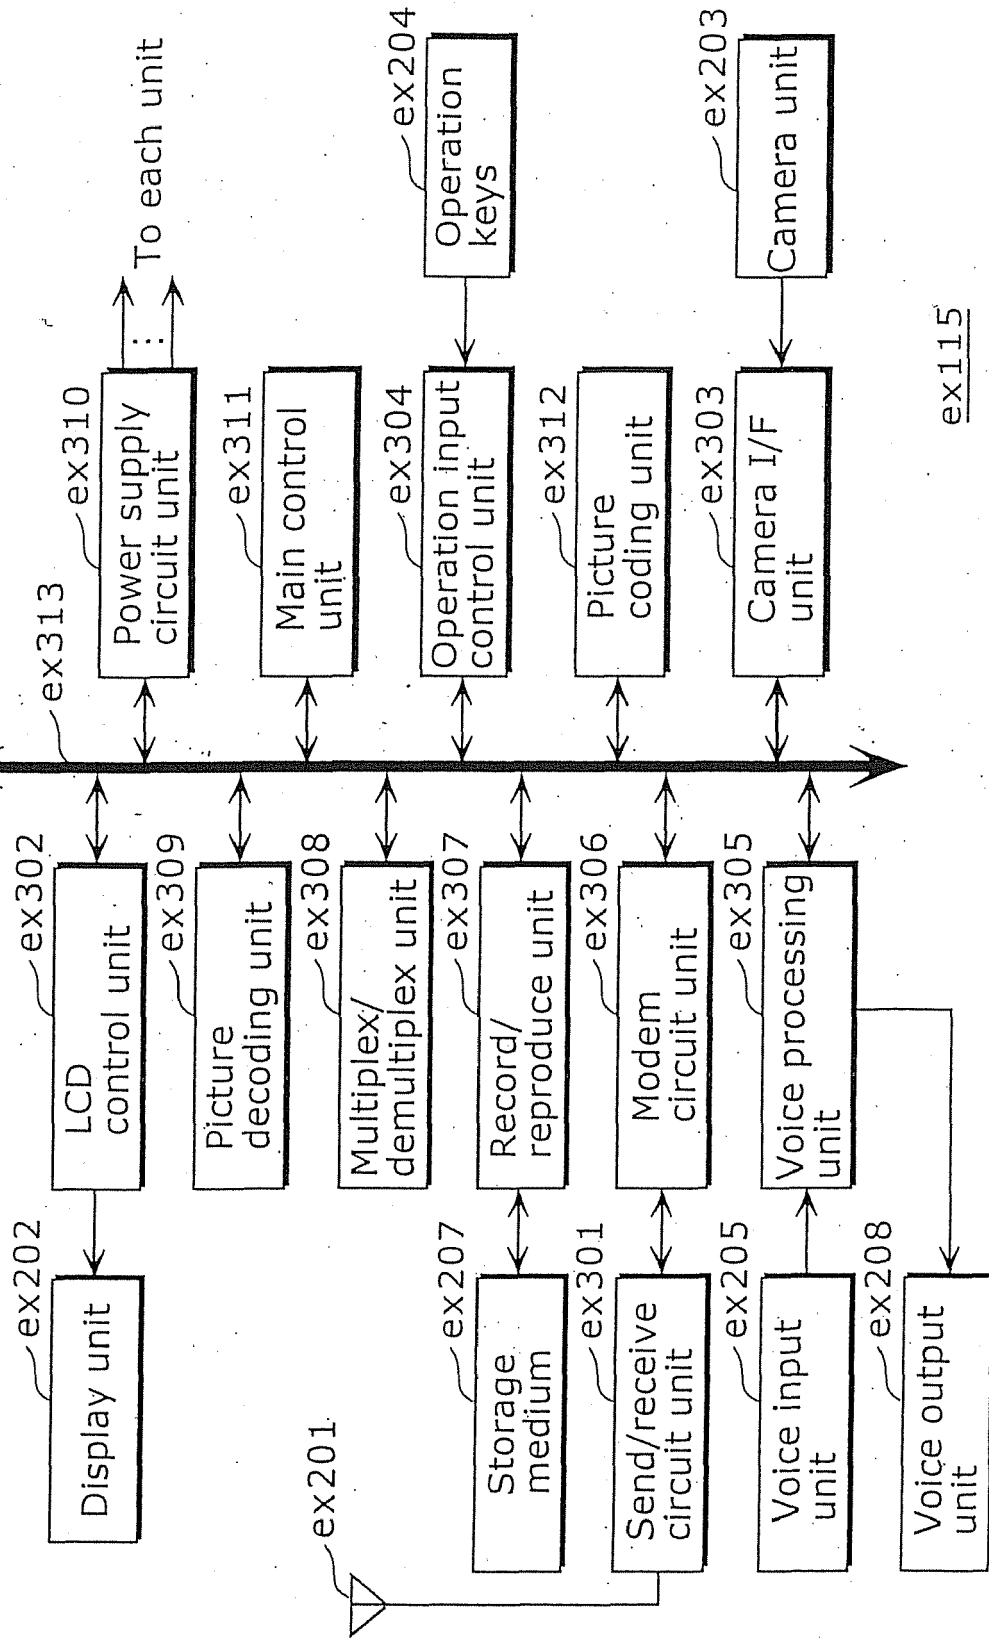 ex313
ex202
Display unit
ex302
LCD
control unit
ex310
Power supply
circuit unit
To each unit
...
ex309
Picture
decoding unit
ex311
Main control
unit
ex201
ex308
Multiplex/
demultiplex unit
ex304
Operation input
control unit
ex204
Operation
keys
ex207
Storage
medium
ex307
Record/
reproduce unit
ex312
Picture
coding unit
ex301
Send/receive
circuit unit
ex306
Modem
circuit unit
ex303
Camera I/F
unit
ex203
Camera unit
ex205
Voice input
unit
ex305
Voice processing
unit
ex208
Voice output
unit
ex115